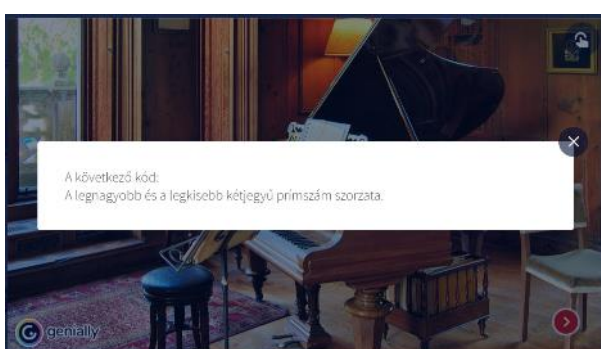 A következő kód:
A legnagyobb és a legkisebb kétjegyű prímszám szorzata.
genially